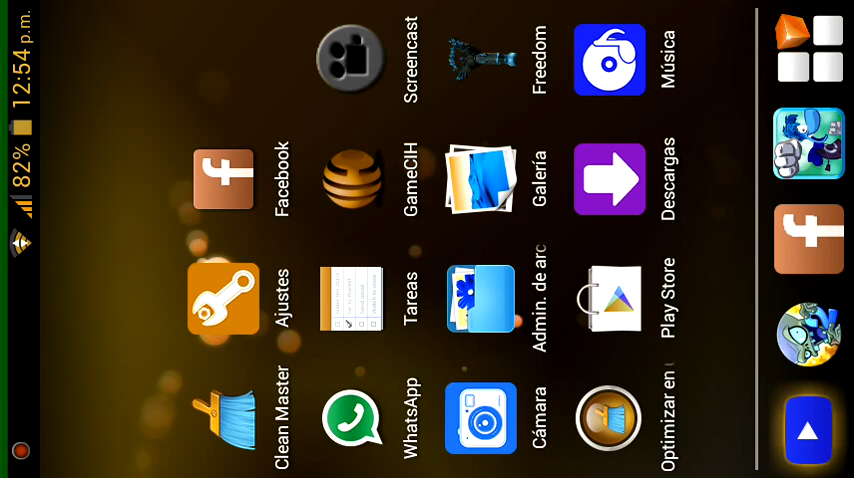 82% 12:54 p.m.
Clean Master Ajustes Facebook
WhatsApp Tareas GameCIH Screencast
Cámara Admin. de arc Galería Freedom
Optimizar en Play Store Descargas Música